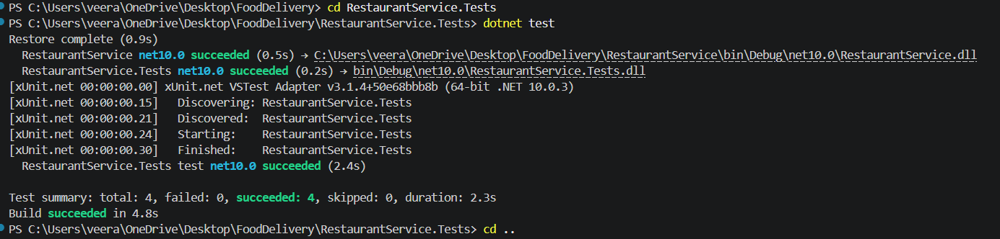 PS C:\Users\veera\OneDrive\Desktop\FoodDelivery> cd RestaurantService.Tests
PS C:\Users\veera\OneDrive\Desktop\FoodDelivery\RestaurantService.Tests> dotnet test
Restore complete (0.9s)
  RestaurantService net10.0 succeeded (0.5s) → C:\Users\veera\OneDrive\Desktop\FoodDelivery\RestaurantService\bin\Debug\net10.0\RestaurantService.dll
  RestaurantService.Tests net10.0 succeeded (0.2s) → bin\Debug\net10.0\RestaurantService.Tests.dll
[xUnit.net 00:00:00.00] xUnit.net VSTest Adapter v3.1.4+50e68bbb8b (64-bit .NET 10.0.3)
[xUnit.net 00:00:00.15]   Discovering: RestaurantService.Tests
[xUnit.net 00:00:00.21]   Discovered:  RestaurantService.Tests
[xUnit.net 00:00:00.24]   Starting:    RestaurantService.Tests
[xUnit.net 00:00:00.30]   Finished:    RestaurantService.Tests
  RestaurantService.Tests test net10.0 succeeded (2.4s)

Test summary: total: 4, failed: 0, succeeded: 4, skipped: 0, duration: 2.3s
Build succeeded in 4.8s
PS C:\Users\veera\OneDrive\Desktop\FoodDelivery\RestaurantService.Tests> cd ..